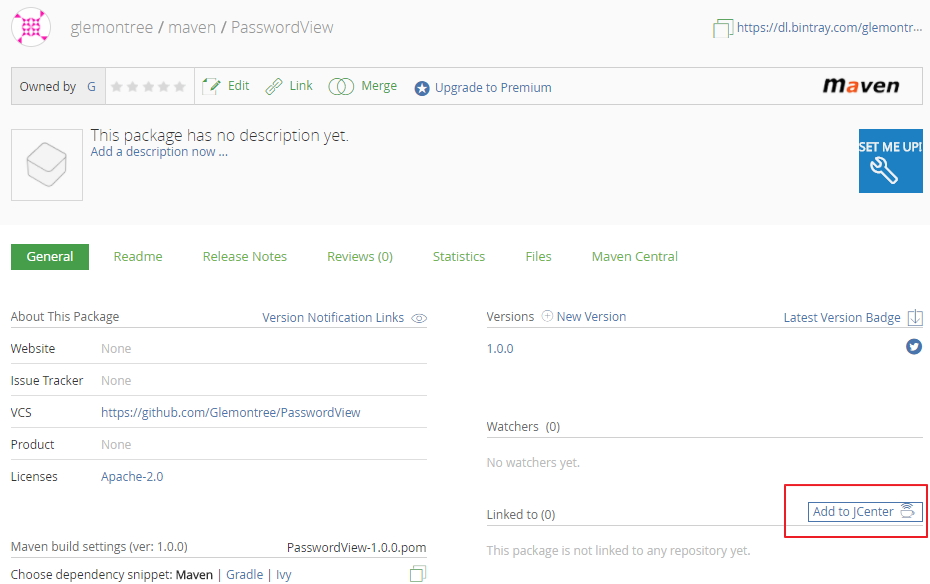 glemontree / maven / PasswordView
https://dl.bintray.com/glemontr...
Owned by G
Edit Link Merge Upgrade to Premium
maven
This package has no description yet.
Add a description now ...
SET ME UP!
General Readme Release Notes Reviews (0) Statistics Files Maven Central
About This Package Version Notification Links
Website None
Issue Tracker None
VCS https://github.com/Glemontree/PasswordView
Product None
Licenses Apache-2.0
Maven build settings (ver: 1.0.0) PasswordView-1.0.0.pom
Choose dependency snippet: Maven | Gradle | Ivy
Versions New Version Latest Version Badge
1.0.0
Watchers (0)
No watchers yet.
Linked to (0) Add to JCenter
This package is not linked to any repository yet.